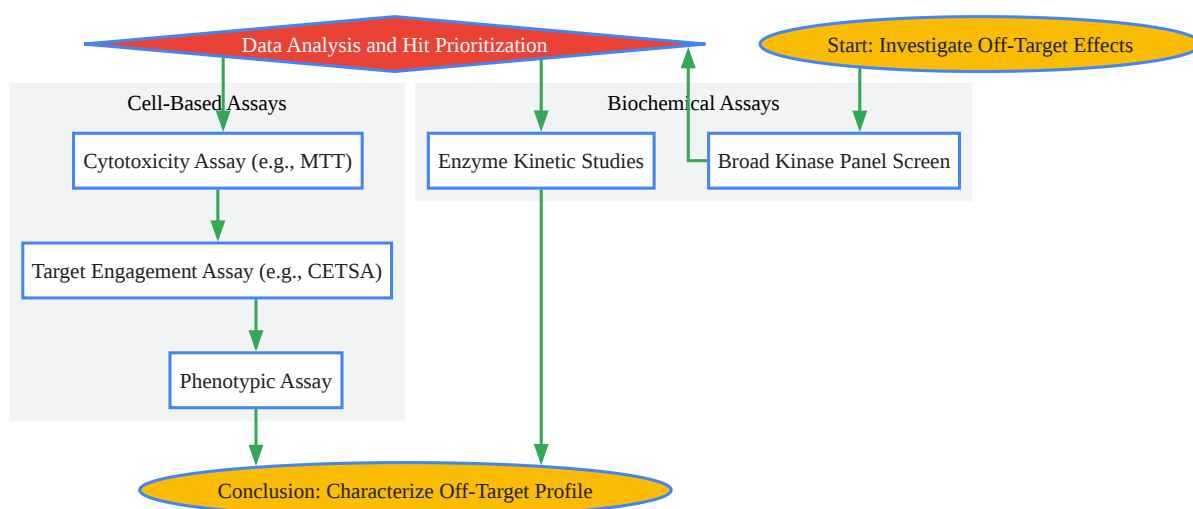 Data Analysis and Hit Prioritization
Start: Investigate Off-Target Effects
Cell-Based Assays
Biochemical Assays
Cytotoxicity Assay (e.g., MTT)
Enzyme Kinetic Studies
Broad Kinase Panel Screen
Target Engagement Assay (e.g., CETSA)
Phenotypic Assay
Conclusion: Characterize Off-Target Profile